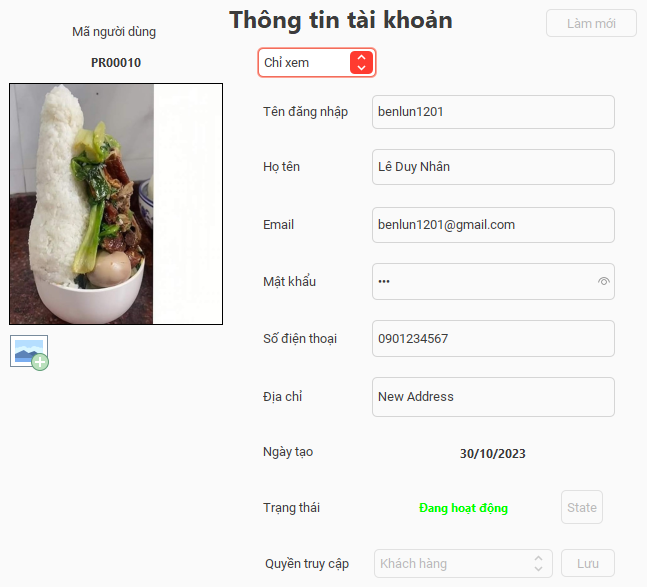 Thông tin tài khoản
Làm mới
Mã người dùng
PR00010
Chỉ xem
Tên đăng nhập
benlun1201
Họ tên
Lê Duy Nhân
Email
benlun1201@gmail.com
Mật khẩu
•••
Số điện thoại
0901234567
Địa chỉ
New Address
Ngày tạo
30/10/2023
Trạng thái
Đang hoạt động
State
Quyền truy cập
Khách hàng
Lưu